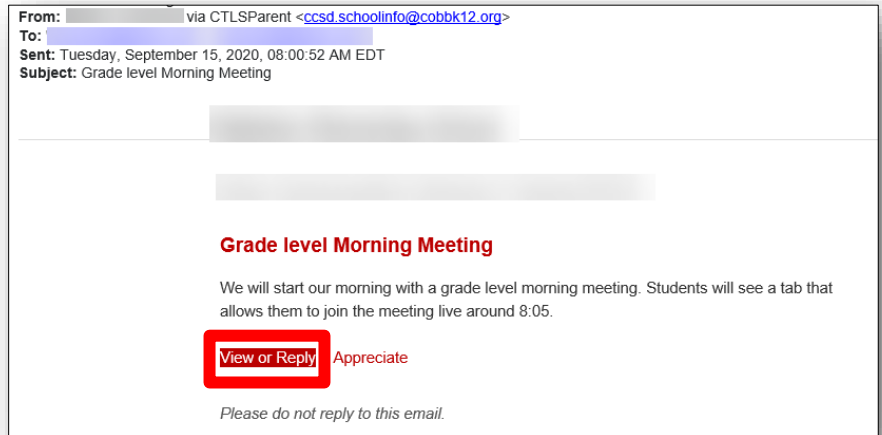 From: via CTLSParent <ccsd.schoolinfo@cobbk12.org>
To:
Sent: Tuesday, September 15, 2020, 08:00:52 AM EDT
Subject: Grade level Morning Meeting
Grade level Morning Meeting
We will start our morning with a grade level morning meeting. Students will see a tab that
allows them to join the meeting live around 8:05.
View or Reply Appreciate
Please do not reply to this email.